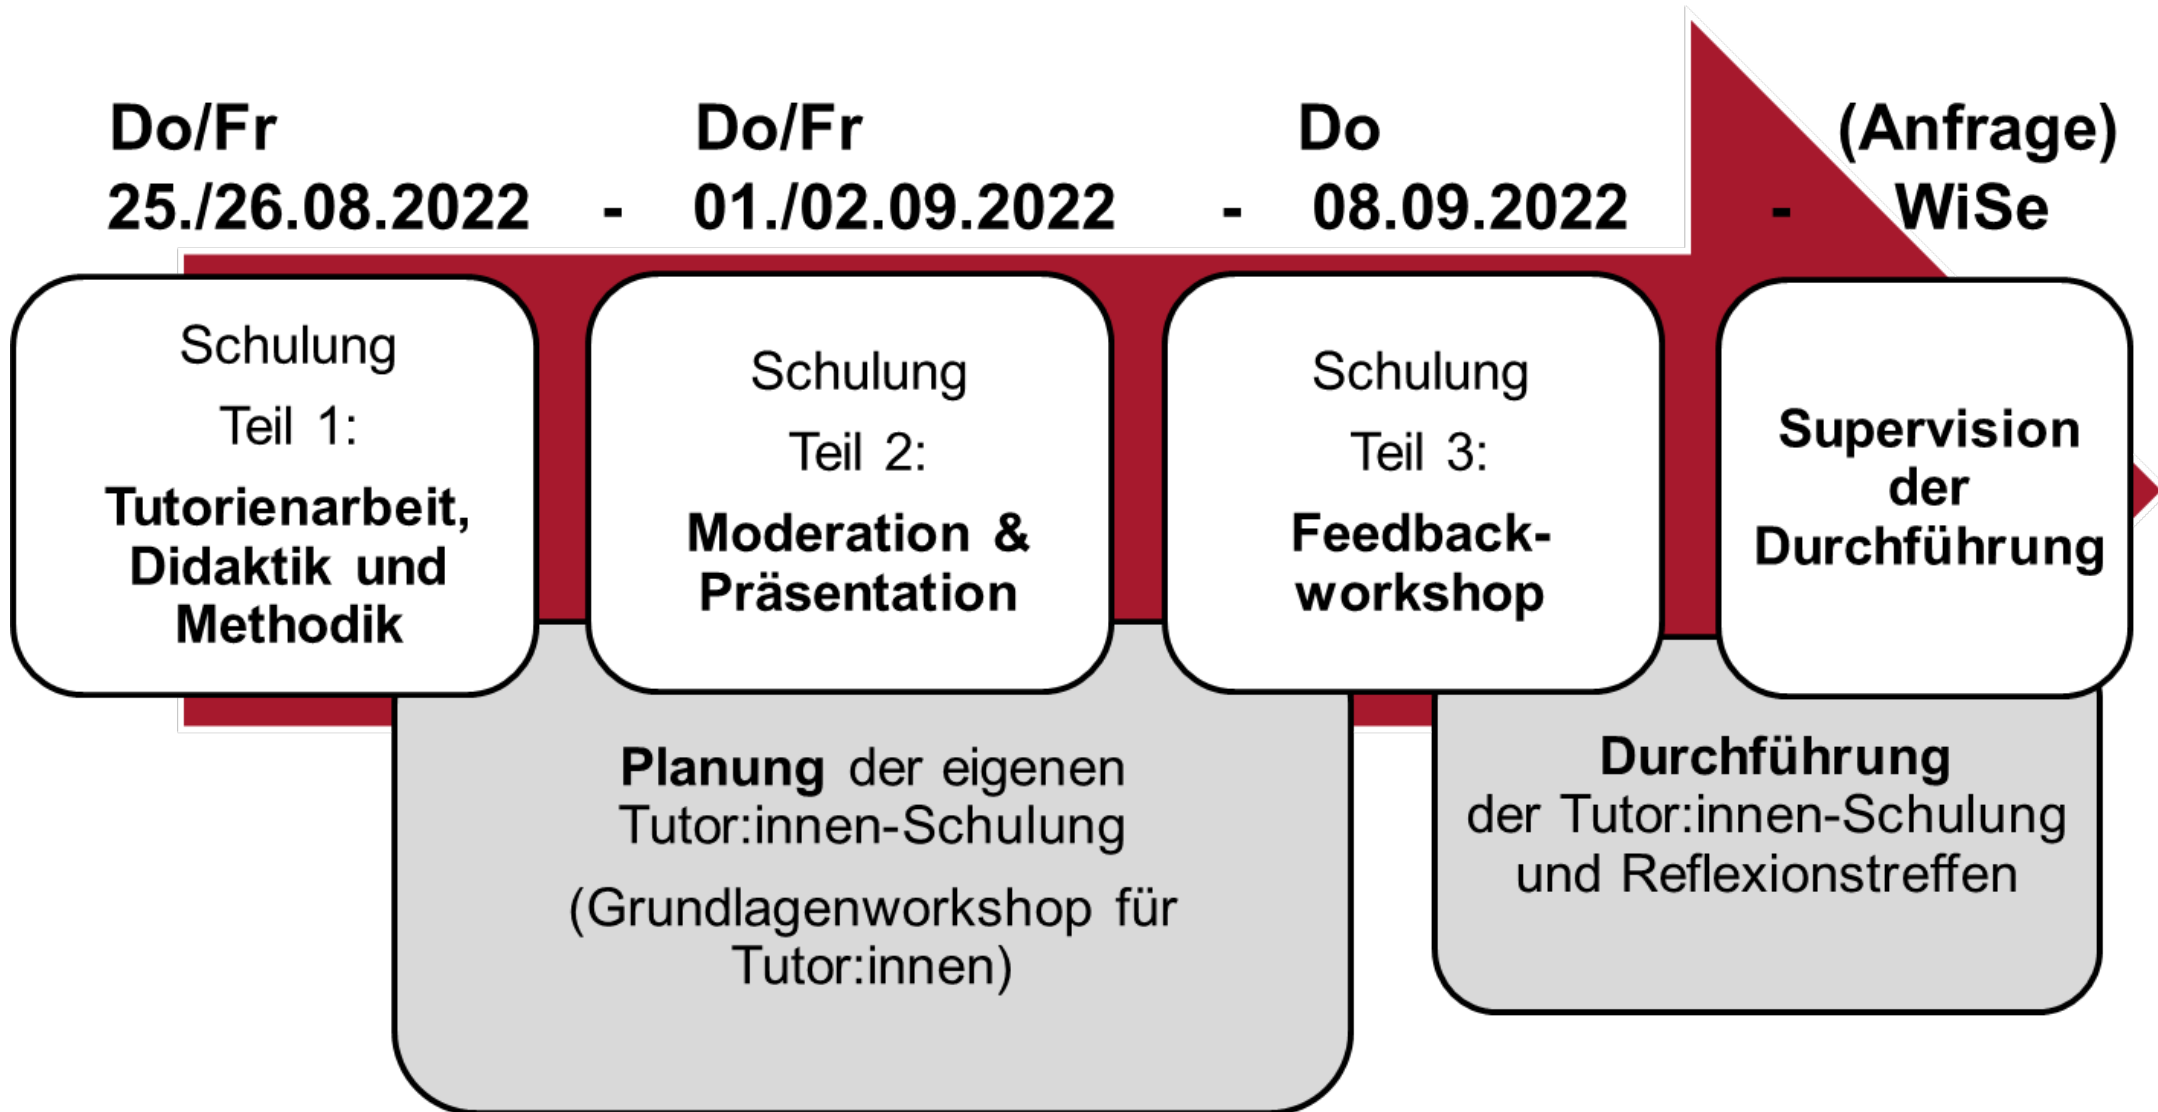 Do/Fr
25./26.08.2022 -
Do/Fr
01./02.09.2022 -
Do
08.09.2022 -
(Anfrage)
WiSe
Schulung
Teil 1:
Tutorienarbeit,
Didaktik und
Methodik
Schulung
Teil 2:
Moderation &
Präsentation
Schulung
Teil 3:
Feedback-
workshop
Supervision
der
Durchführung
Planung der eigenen
Tutor:innen-Schulung
(Grundlagenworkshop für
Tutor:innen)
Durchführung
der Tutor:innen-Schulung
und Reflexionstreffen